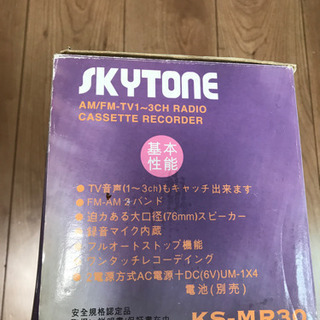 SKYTONE
AM/FM-TV1~3CH RADIO
CASSETTE RECORDER
基本
性能
●TV音声(1~3ch)もキャッチ出来ます
●FM-AM 2バンド
●迫力ある大口径(76mm)スピーカー
●録音マイク内蔵
●フルオートストップ機能
●ワンタッチレコーデイング
電源方式AC電源+DC(6V)UM-1X4
電池(別売)
安全規格認定品
KS-MR30